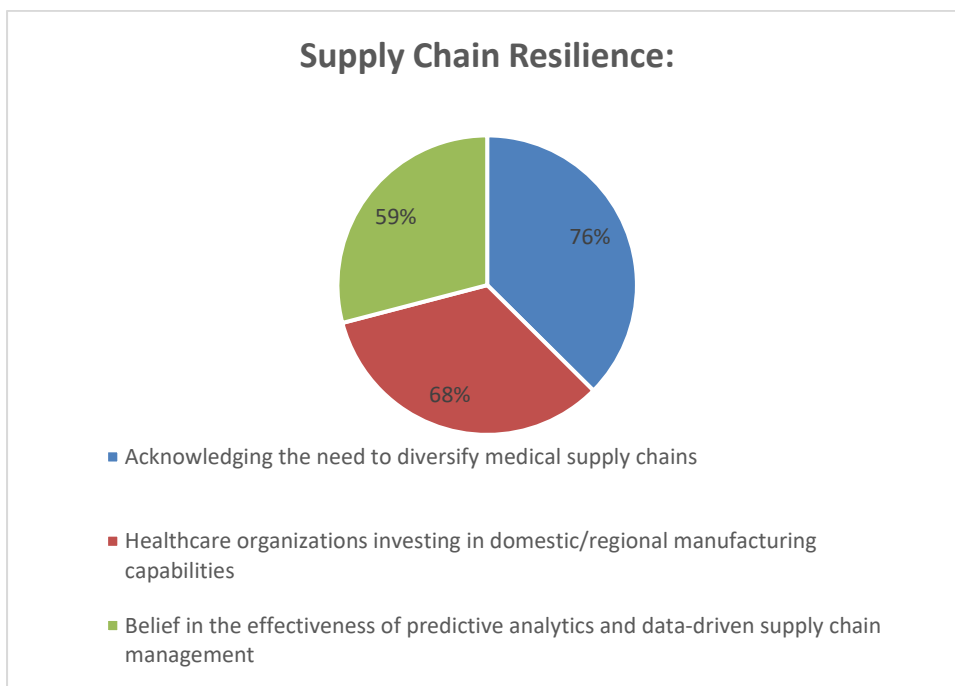 Supply Chain Resilience:
59%
76%
68%
Acknowledging the need to diversify medical supply chains
Healthcare organizations investing in domestic/regional manufacturing
capabilities
Belief in the effectiveness of predictive analytics and data-driven supply chain
management